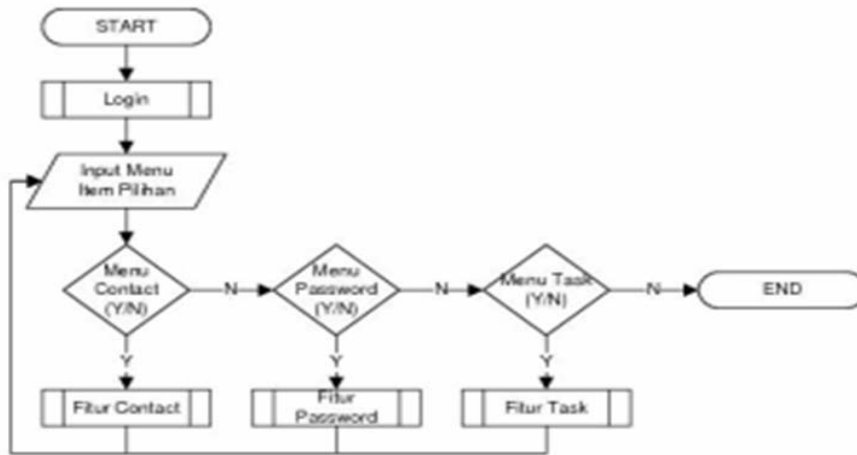 START
Login
Input Menu
Item Pilihan
Menu
Contact
(Y/N)
N
Menu
Password
(Y/N)
N
Menu Task
(Y/N)
N
END
Y
Y
Y
Fitur Contact
Fitur
Password
Fitur Task